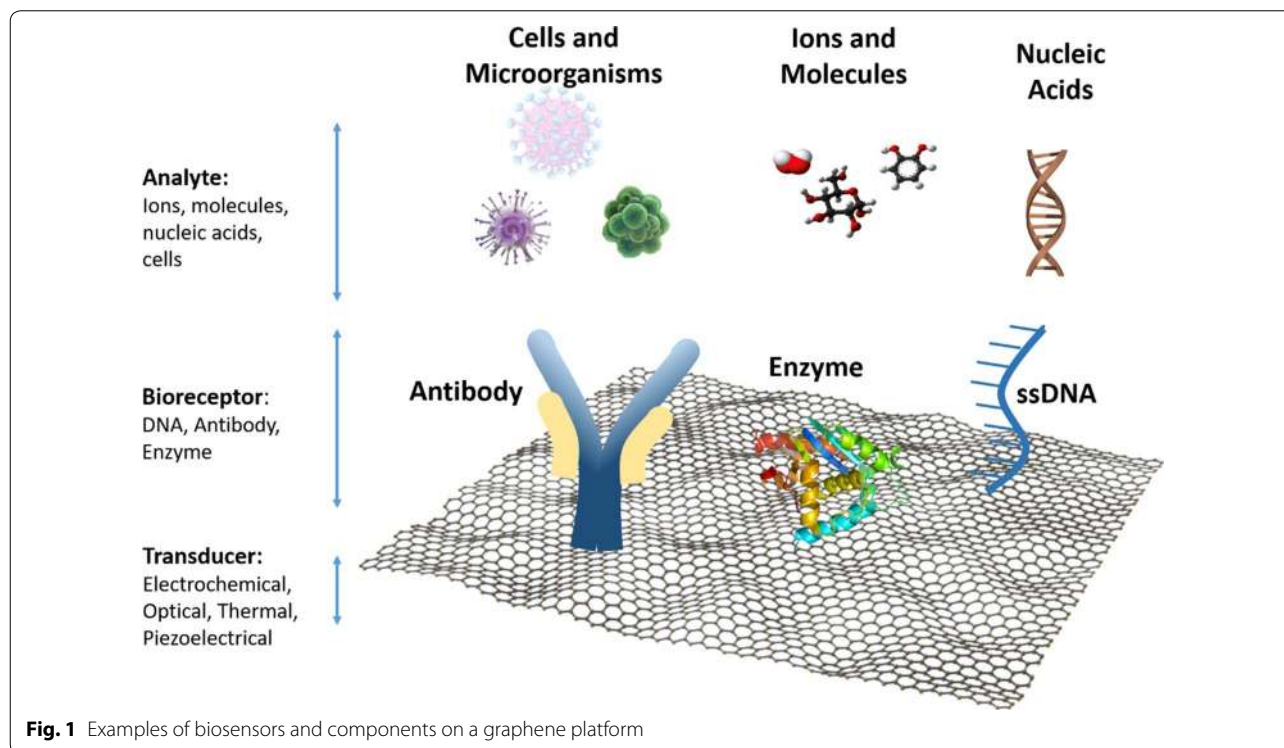 Cells and
Microorganisms
Ions and
Molecules
Nucleic
Acids
Analyte:
Ions, molecules,
nucleic acids,
cells
Bioreceptor:
DNA, Antibody,
Enzyme
Antibody
Enzyme
ssDNA
Transducer:
Electrochemical,
Optical, Thermal,
Piezoelectrical
Fig. 1 Examples of biosensors and components on a graphene platform